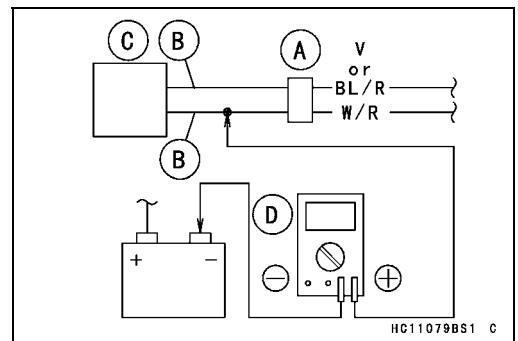 C B A V
or
BL/R
W/R
B
D
+ −
− +
HC11079BS1 C